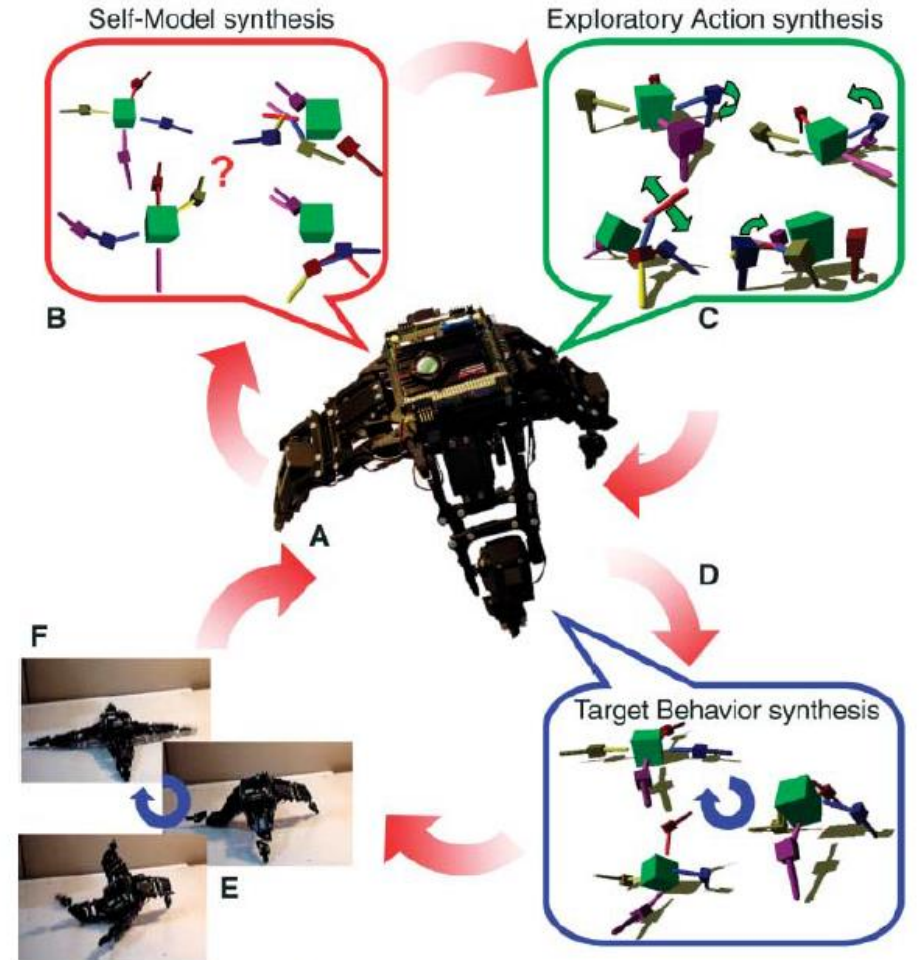 Self-Model synthesis
Exploratory Action synthesis
?
B
C
A
D
F
Target Behavior synthesis
E